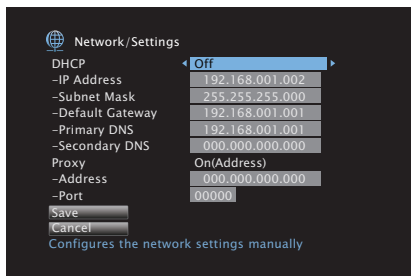 Network/Settings
DHCP Off
–IP Address 192.168.001.002
–Subnet Mask 255.255.255.000
–Default Gateway 192.168.001.001
–Primary DNS 192.168.001.001
–Secondary DNS 000.000.000.000
Proxy On(Address)
–Address 000.000.000.000
–Port 00000
Save
Cancel
Configures the network settings manually